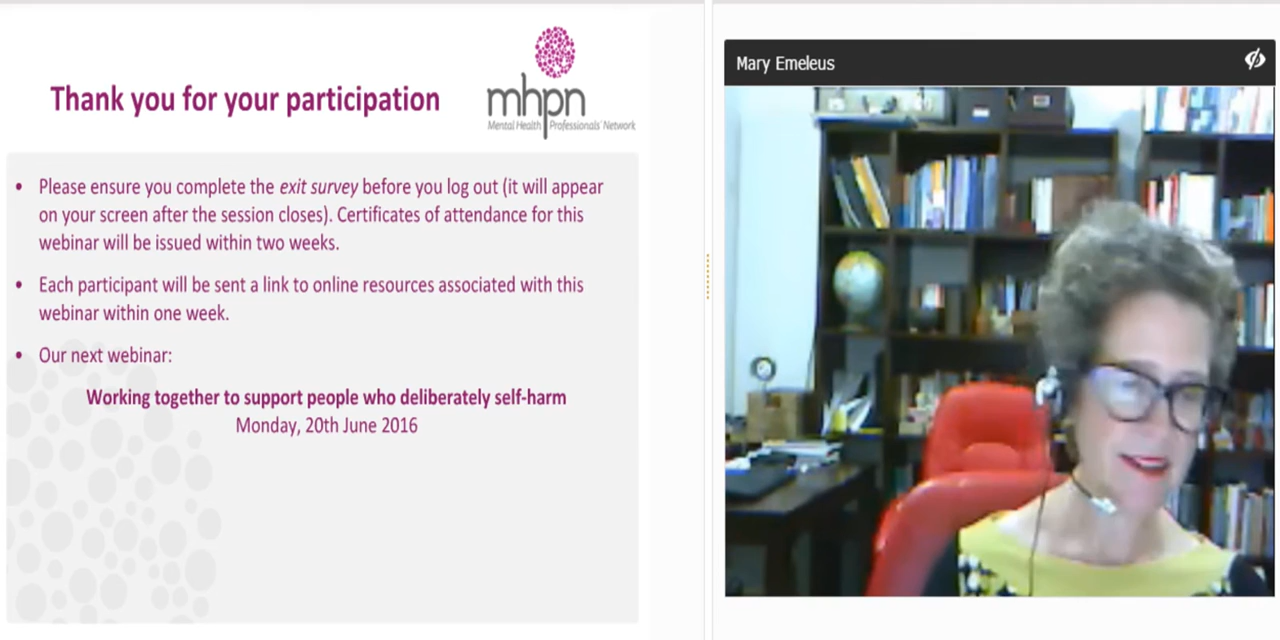 Thank you for your participation
mhpn
Mental Health Professionals' Network
• Please ensure you complete the exit survey before you log out (it will appear
on your screen after the session closes). Certificates of attendance for this
webinar will be issued within two weeks.
• Each participant will be sent a link to online resources associated with this
webinar within one week.
• Our next webinar:
Working together to support people who deliberately self-harm
Monday, 20th June 2016
Mary Emeleus